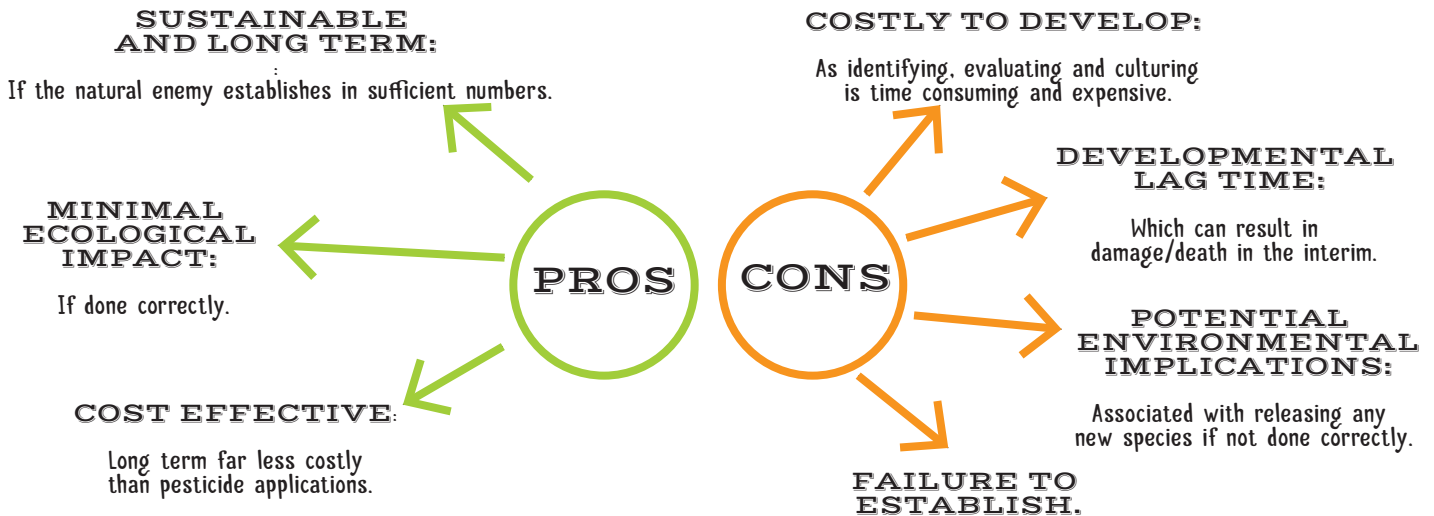 SUSTAINABLE
AND LONG TERM:
:
If the natural enemy establishes in sufficient numbers.
MINIMAL
ECOLOGICAL
IMPACT:
If done correctly.
COST EFFECTIVE:
Long term far less costly
than pesticide applications.
PROS
CONS
COSTLY TO DEVELOP:
As identifying, evaluating and culturing
is time consuming and expensive.
DEVELOPMENTAL
LAG TIME:
Which can result in
damage/death in the interim.
POTENTIAL
ENVIRONMENTAL
IMPLICATIONS:
Associated with releasing any
new species if not done correctly.
FAILURE TO
ESTABLISH.